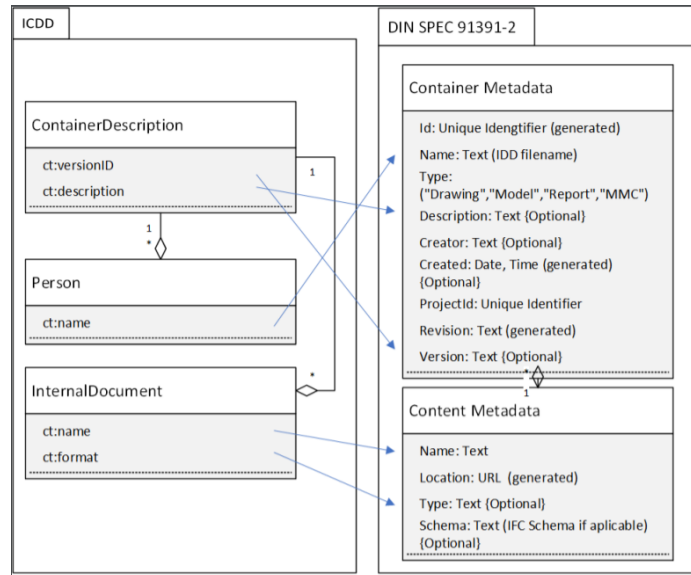 ICDD
ContainerDescription
ct:versionID
ct:description
1
1
*
Person
ct:name
*
InternalDocument
ct:name
ct:format
DIN SPEC 91391-2
Container Metadata
Id: Unique Idengtifier (generated)
Name: Text (IDD filename)
Type:
("Drawing","Model","Report","MMC")
Description: Text {Optional}
Creator: Text {Optional}
Created: Date, Time (generated)
{Optional}
ProjectId: Unique Identifier
Revision: Text (generated)
Version: Text {Optional}
*
1
Content Metadata
Name: Text
Location: URL (generated)
Type: Text {Optional}
Schema: Text (IFC Schema if aplicable)
{Optional}